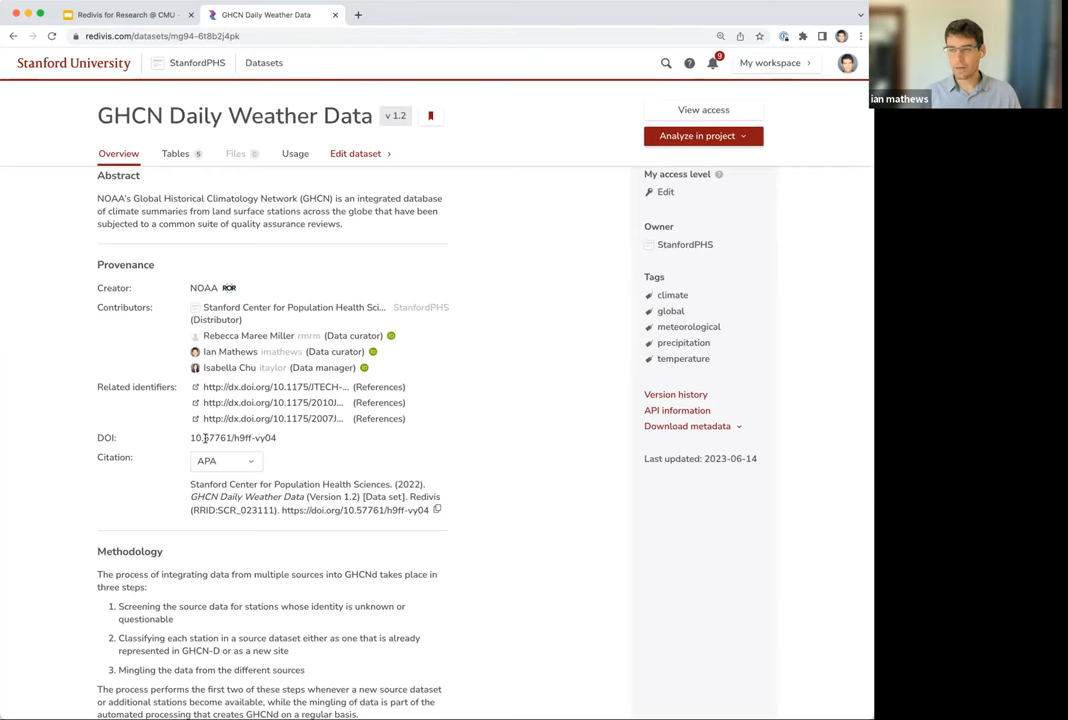 Redivis for Research @ CMU -
GHCN Daily Weather Data
redivis.com/datasets/mg94-6t8b2j4pk
Stanford University
StanfordPHS
Datasets
9
My workspace
ian mathews
GHCN Daily Weather Data
v 1.2
View access
Analyze in project
Overview
Tables 5
Files 0
Usage
Edit dataset
Abstract
NOAA's Global Historical Climatology Network (GHCN) is an integrated database
of climate summaries from land surface stations across the globe that have been
subjected to a common suite of quality assurance reviews.
Provenance
Creator: NOAA ROR
Contributors: Stanford Center for Population Health Sci... StanfordPHS
(Distributor)
Rebecca Maree Miller rmrm (Data curator) iD
Ian Mathews imathews (Data curator) iD
Isabella Chu itaylor (Data manager) iD
Related identifiers: http://dx.doi.org/10.1175/JTECH-... (References)
http://dx.doi.org/10.1175/2010J... (References)
http://dx.doi.org/10.1175/2007J... (References)
DOI: 10.57761/h9ff-vy04
Citation: APA
Stanford Center for Population Health Sciences. (2022).
GHCN Daily Weather Data (Version 1.2) [Data set]. Redivis
(RRID:SCR_023111). https://doi.org/10.57761/h9ff-vy04
Methodology
The process of integrating data from multiple sources into GHCNd takes place in
three steps:
1. Screening the source data for stations whose identity is unknown or
questionable
2. Classifying each station in a source dataset either as one that is already
represented in GHCN-D or as a new site
3. Mingling the data from the different sources
The process performs the first two of these steps whenever a new source dataset
or additional stations become available, while the mingling of data is part of the
automated processing that creates GHCNd on a regular basis.
My access level
Edit
Owner
StanfordPHS
Tags
climate
global
meteorological
precipitation
temperature
Version history
API information
Download metadata
Last updated: 2023-06-14